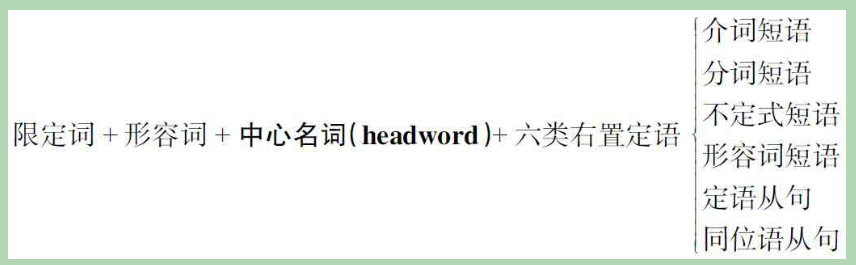 限定词 + 形容词 + 中心名词(headword)+ 六类右置定语
介词短语
分词短语
不定式短语
形容词短语
定语从句
同位语从句